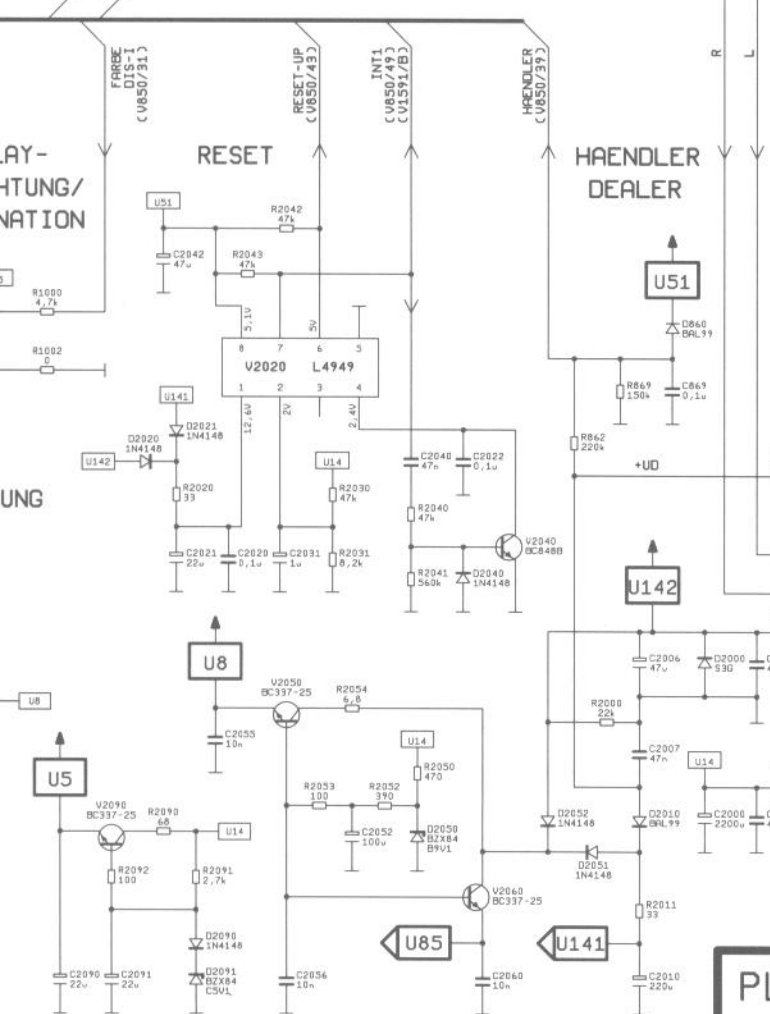 FARBE
DIS-I
(V850/31)
RESET-UP
(V850/43)
INT1
(V850/49)
(V1591/B)
HAENDLER
(V850/39)
R
L
LAY-
HTUNG/
NATION
RESET
HAENDLER
DEALER
U51
R2042
47k
C2042
47u
R2043
47k
U51
R1000
4,7k
5,1V
5V
D860
BAL99
8
7
6
5
V2020
L4949
1
2
3
4
R1002
0
12,6V
2V
2,4V
R869
150k
C869
0,1u
U141
D2021
1N4148
D2020
1N4148
U142
R862
220k
U14
C2040
47n
C2022
0,1u
+UD
R2020
33
R2030
47k
UNG
R2040
47k
V2040
BC848B
C2021
22u
C2020
0,1u
C2031
1u
R2031
8,2k
R2041
560k
D2040
1N4148
U142
U8
C2006
47u
D2000
S3G
V2050
BC337-25
R2054
6,8
U8
R2000
22k
C2055
10n
U14
C2007
47n
U14
U5
R2050
470
R2053
100
R2052
390
V2090
BC337-25
R2090
68
U14
C2052
100u
D2050
BZX84
B9V1
D2052
1N4148
D2010
BAL99
C2000
2200u
D2051
1N4148
R2092
100
R2091
2,7k
V2060
BC337-25
R2011
33
D2090
1N4148
U85
U141
C2090
22u
C2091
22u
D2091
BZX84
C5V1
C2056
10n
C2060
10n
C2010
220u
PL